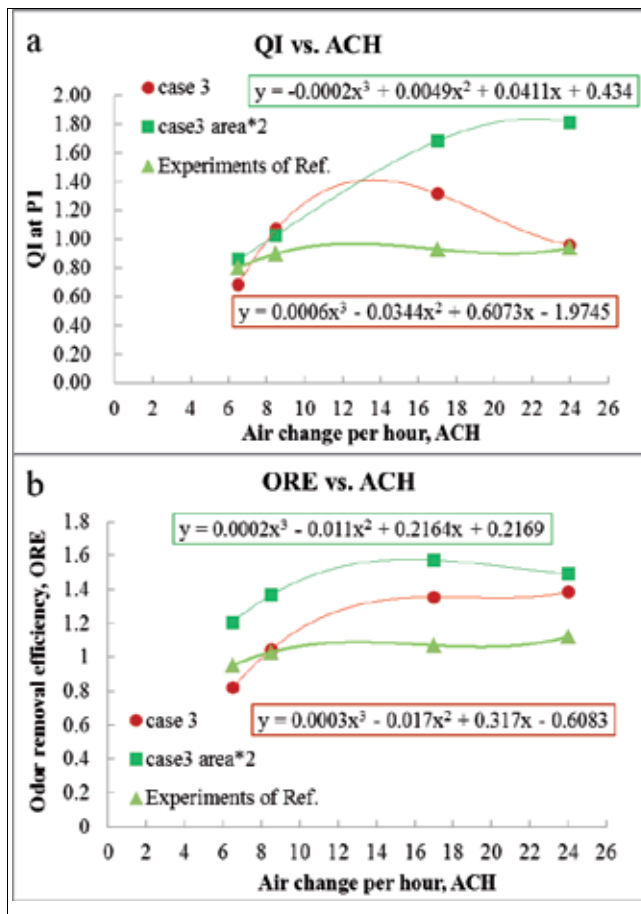 a
QI vs. ACH
y = -0.0002x³ + 0.0049x² + 0.0411x + 0.434
case 3
case3 area*2
Experiments of Ref.
2.00
1.80
1.60
1.40
1.20
1.00
0.80
0.60
0.40
0.20
0.00
QI at P1
y = 0.0006x³ - 0.0344x² + 0.6073x - 1.9745
0 2 4 6 8 10 12 14 16 18 20 22 24 26
Air change per hour, ACH
b
ORE vs. ACH
y = 0.0002x³ - 0.011x² + 0.2164x + 0.2169
1.8
1.6
1.4
1.2
1
0.8
0.6
0.4
0.2
0
Odor removal efficiency, ORE
case 3
case3 area*2
Experiments of Ref.
y = 0.0003x³ - 0.017x² + 0.317x - 0.6083
0 2 4 6 8 10 12 14 16 18 20 22 24 26
Air change per hour, ACH